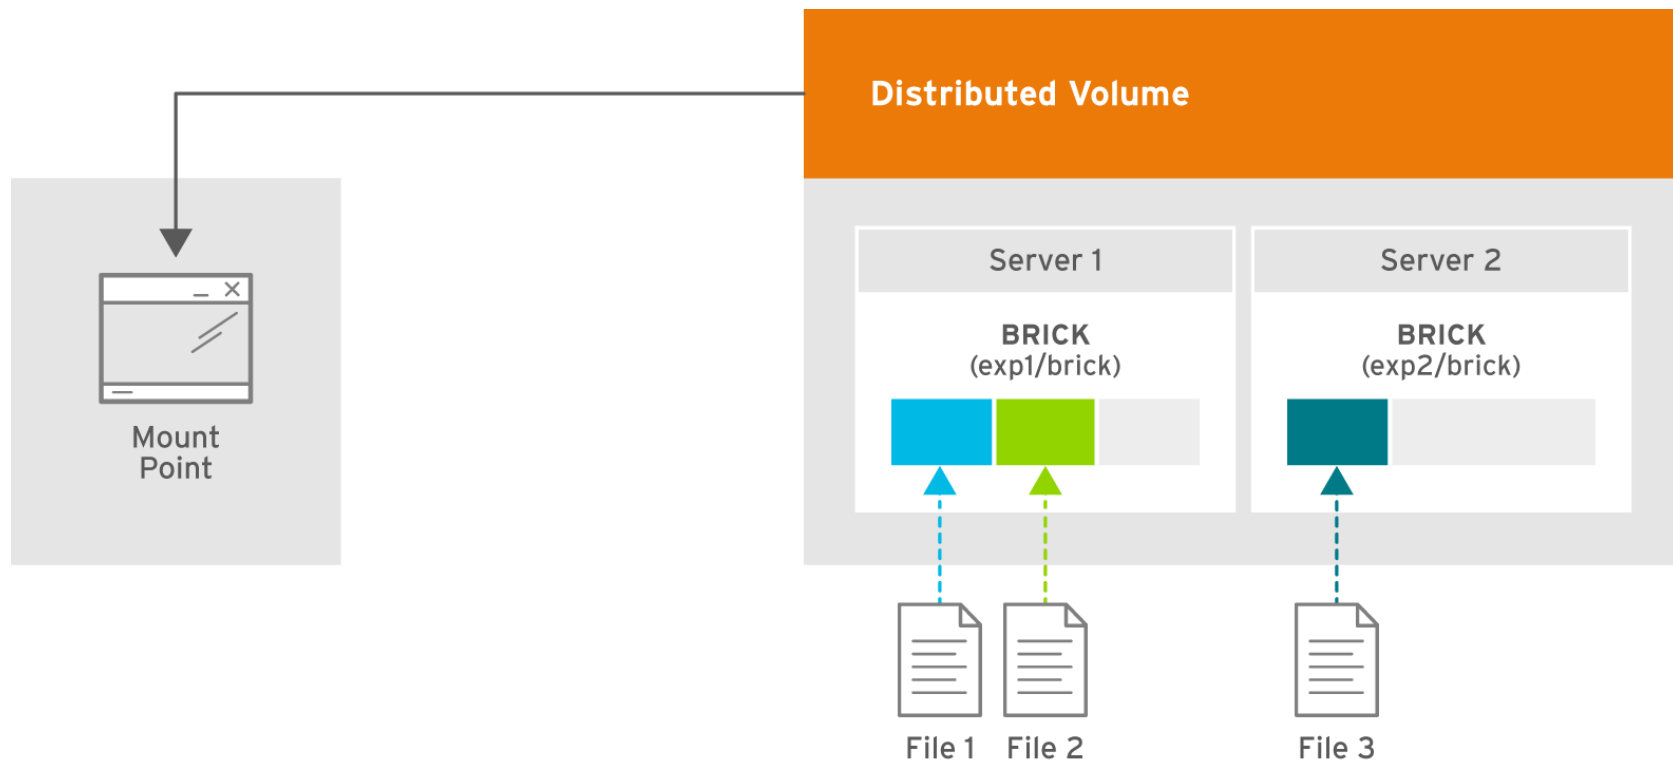 Distributed Volume
Server 1
Server 2
BRICK
(exp1/brick)
BRICK
(exp2/brick)
Mount
Point
File 1
File 2
File 3